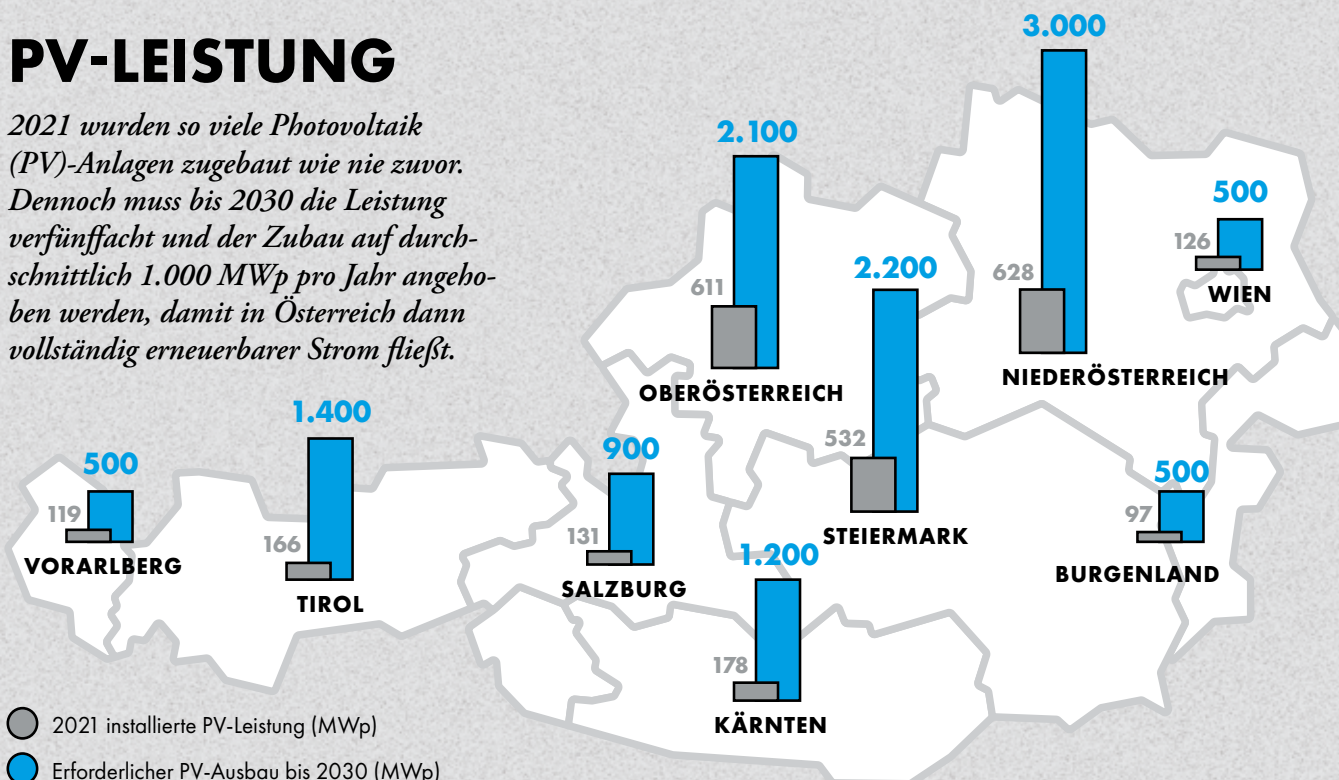 PV-LEISTUNG
2021 wurden so viele Photovoltaik
(PV)-Anlagen zugebaut wie nie zuvor.
Dennoch muss bis 2030 die Leistung
verfünffacht und der Zubau auf durch-
schnittlich 1.000 MWp pro Jahr angeho-
ben werden, damit in Österreich dann
vollständig erneuerbarer Strom fließt.
3.000
628
NIEDERÖSTERREICH
2.100
611
OBERÖSTERREICH
500
126
WIEN
2.200
532
STEIERMARK
1.400
166
TIROL
500
119
VORARLBERG
900
131
SALZBURG
500
97
BURGENLAND
1.200
178
KÄRNTEN
2021 installierte PV-Leistung (MWp)
Erforderlicher PV-Ausbau bis 2030 (MWp)